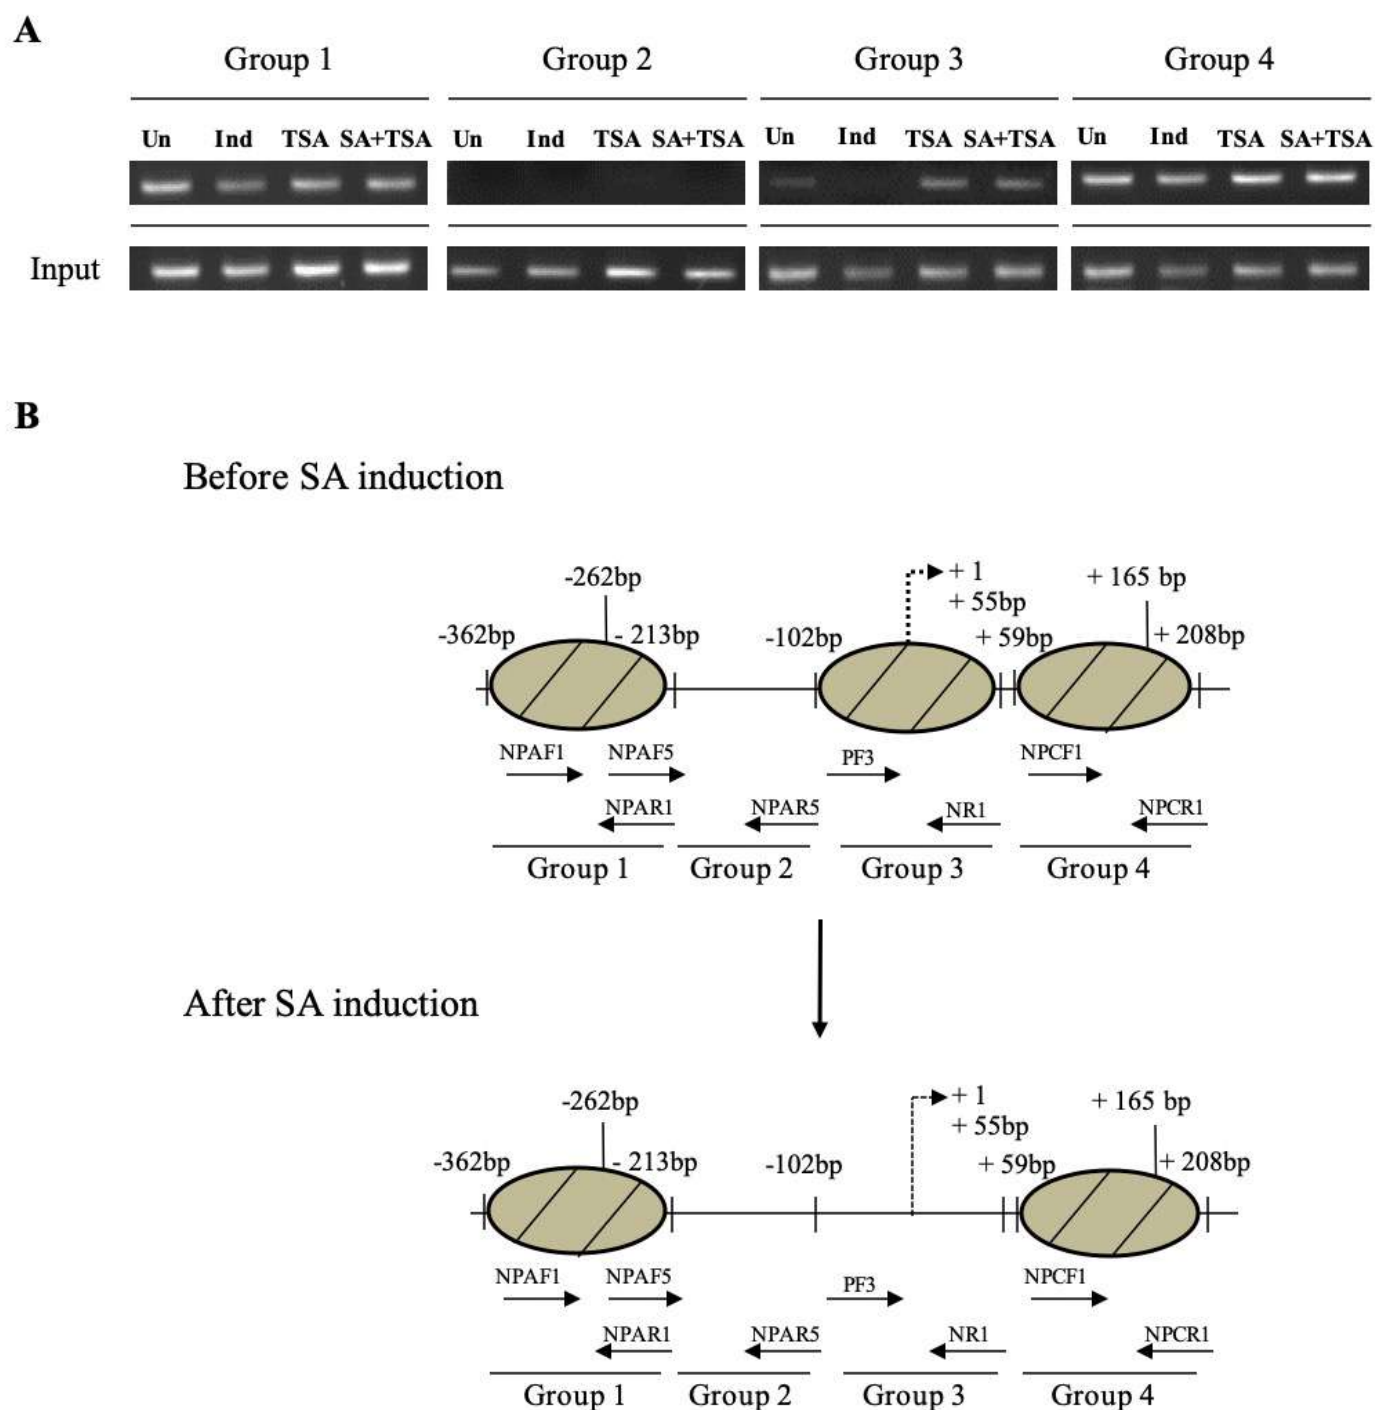 A
Group 1 Group 2 Group 3 Group 4
Un Ind TSA SA+TSA Un Ind TSA SA+TSA Un Ind TSA SA+TSA Un Ind TSA SA+TSA
Input
B
Before SA induction
-262bp + 1 + 165 bp
+ 55bp
-362bp - 213bp -102bp + 59bp + 208bp
NPAF1 NPAF5 PF3 NPCF1
NPAR1 NPAR5 NR1 NPCR1
Group 1 Group 2 Group 3 Group 4
After SA induction
-262bp + 1 + 165 bp
+ 55bp
-362bp - 213bp -102bp + 59bp + 208bp
NPAF1 NPAF5 PF3 NPCF1
NPAR1 NPAR5 NR1 NPCR1
Group 1 Group 2 Group 3 Group 4